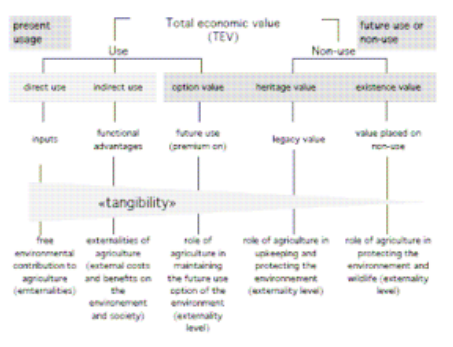 present
usage
Total economic value
(TEV)
future use or
non-use
Use
Non-use
direct use
indirect use
option value
heritage value
existence value
inputs
functional
advantages
future use
(premium on)
legacy value
value placed on
non-use
«tangibility»
free
environmental
contribution to
agriculture
(emternalities)
externalities of
agriculture
(external costs
and benefits on
the
environement
and society)
role of
agriculture in
maintaining
the future use
option of the
environment
(externality
level)
role of agriculture in
upkeeping and
protecting the
environnement
(externality level)
role of agriculture in
protecting the
environnement and
wildlife (externality
level)